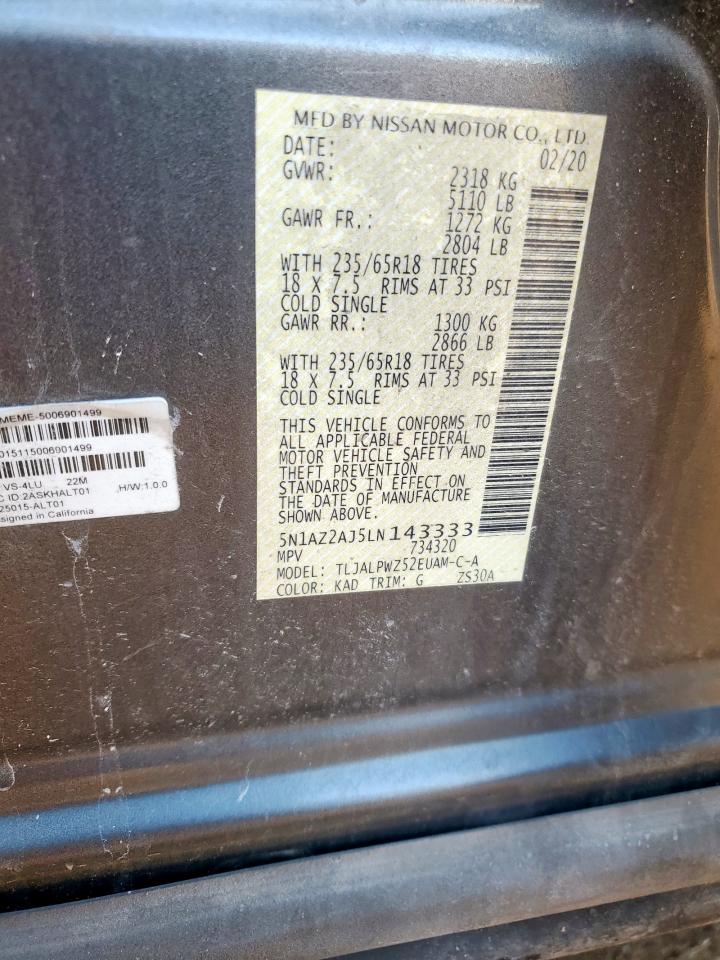 MFD BY NISSAN MOTOR CO., LTD.
DATE: 02/20
GVWR: 2318 KG
5110 LB
GAWR FR.: 1272 KG
2804 LB
WITH 235/65R18 TIRES
18 X 7.5 RIMS AT 33 PSI
COLD SINGLE
GAWR RR.: 1300 KG
2866 LB
WITH 235/65R18 TIRES
18 X 7.5 RIMS AT 33 PSI
COLD SINGLE
THIS VEHICLE CONFORMS TO
ALL APPLICABLE FEDERAL
MOTOR VEHICLE SAFETY AND
THEFT PREVENTION
STANDARDS IN EFFECT ON
THE DATE OF MANUFACTURE
SHOWN ABOVE.
5N1AZ2AJ5LN143333
MPV 734320
MODEL: TLJALPWZ52EUAM-C-A
COLOR: KAD TRIM: G ZS30A
MEME-5006901499
015115006901499
VS-4LU 22M
C ID:2ASKHALT01 ,H/W:1.0.0
25015-ALT01
signed in California